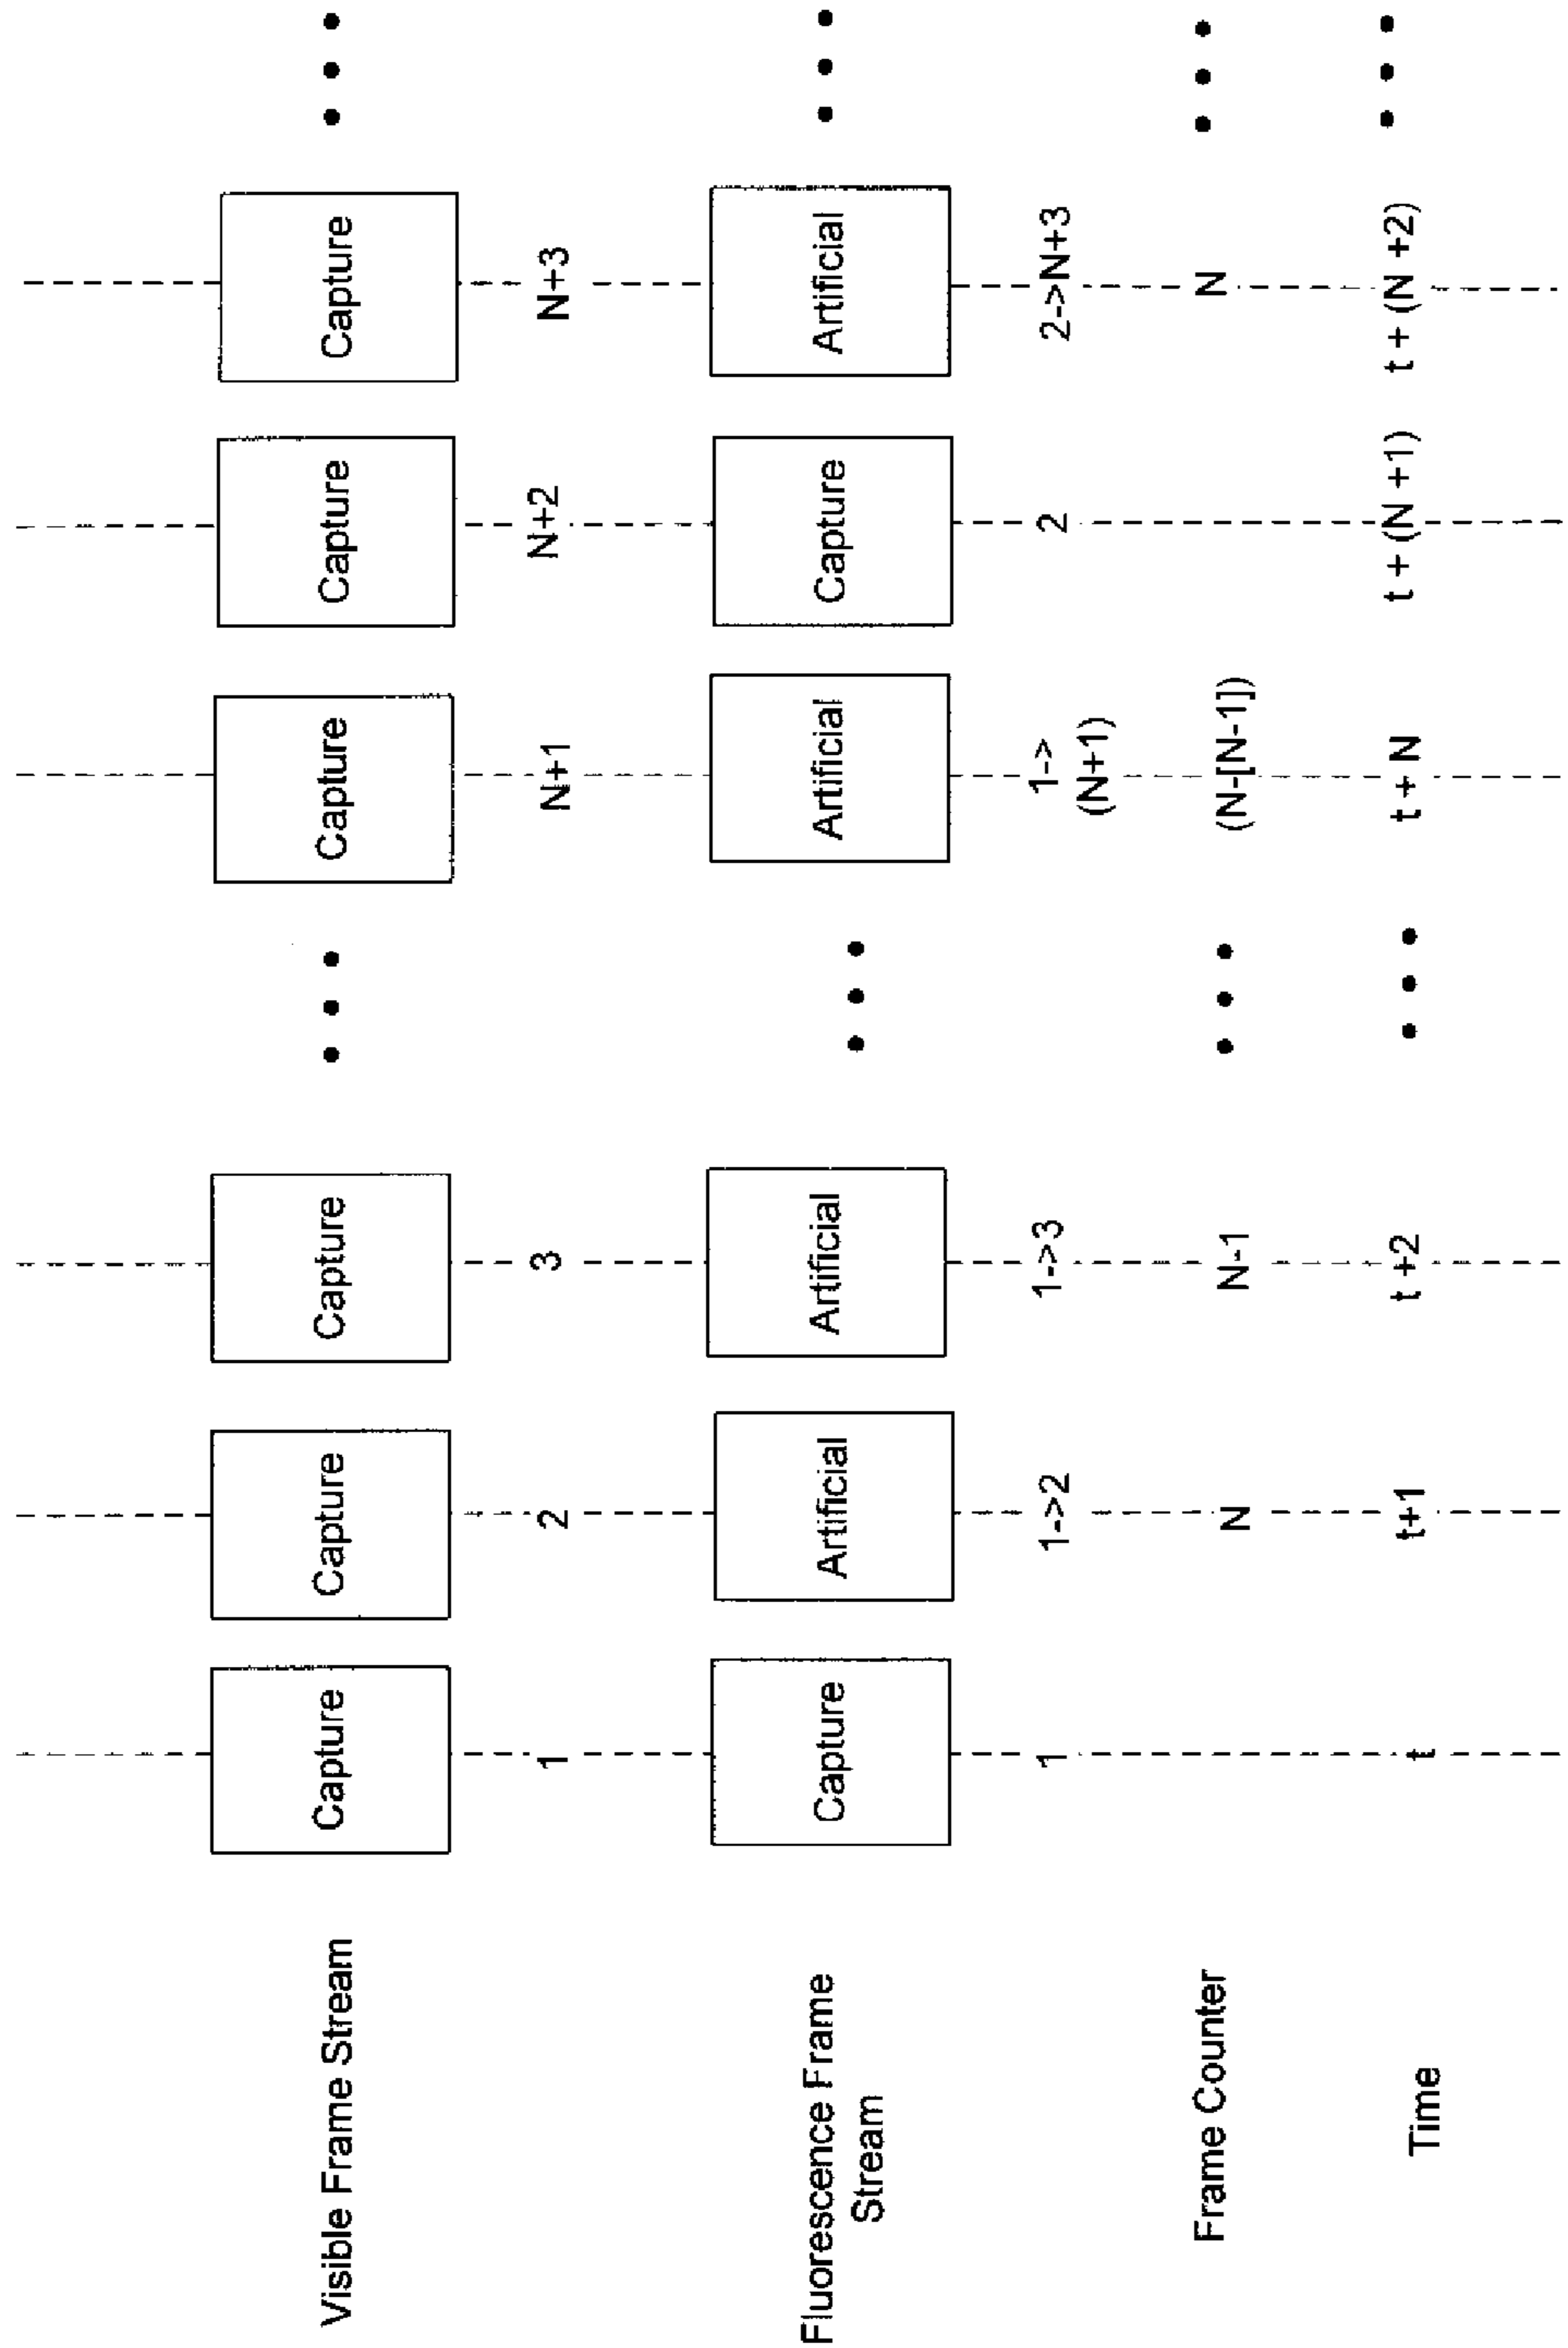 Visible Frame Stream
Capture
Capture
Capture
Capture
Capture
Capture
1
2
3
N+1
N+2
N+3
Fluorescence Frame
Stream
Capture
Artificial
Artificial
Artificial
Capture
Artificial
1
1->2
1->3
1->
(N+1)
2
2->N+3
Frame Counter
N
N-1
(N-[N-1])
N
Time
t
t+1
t +2
t + N
t + (N +1)
t + (N +2)